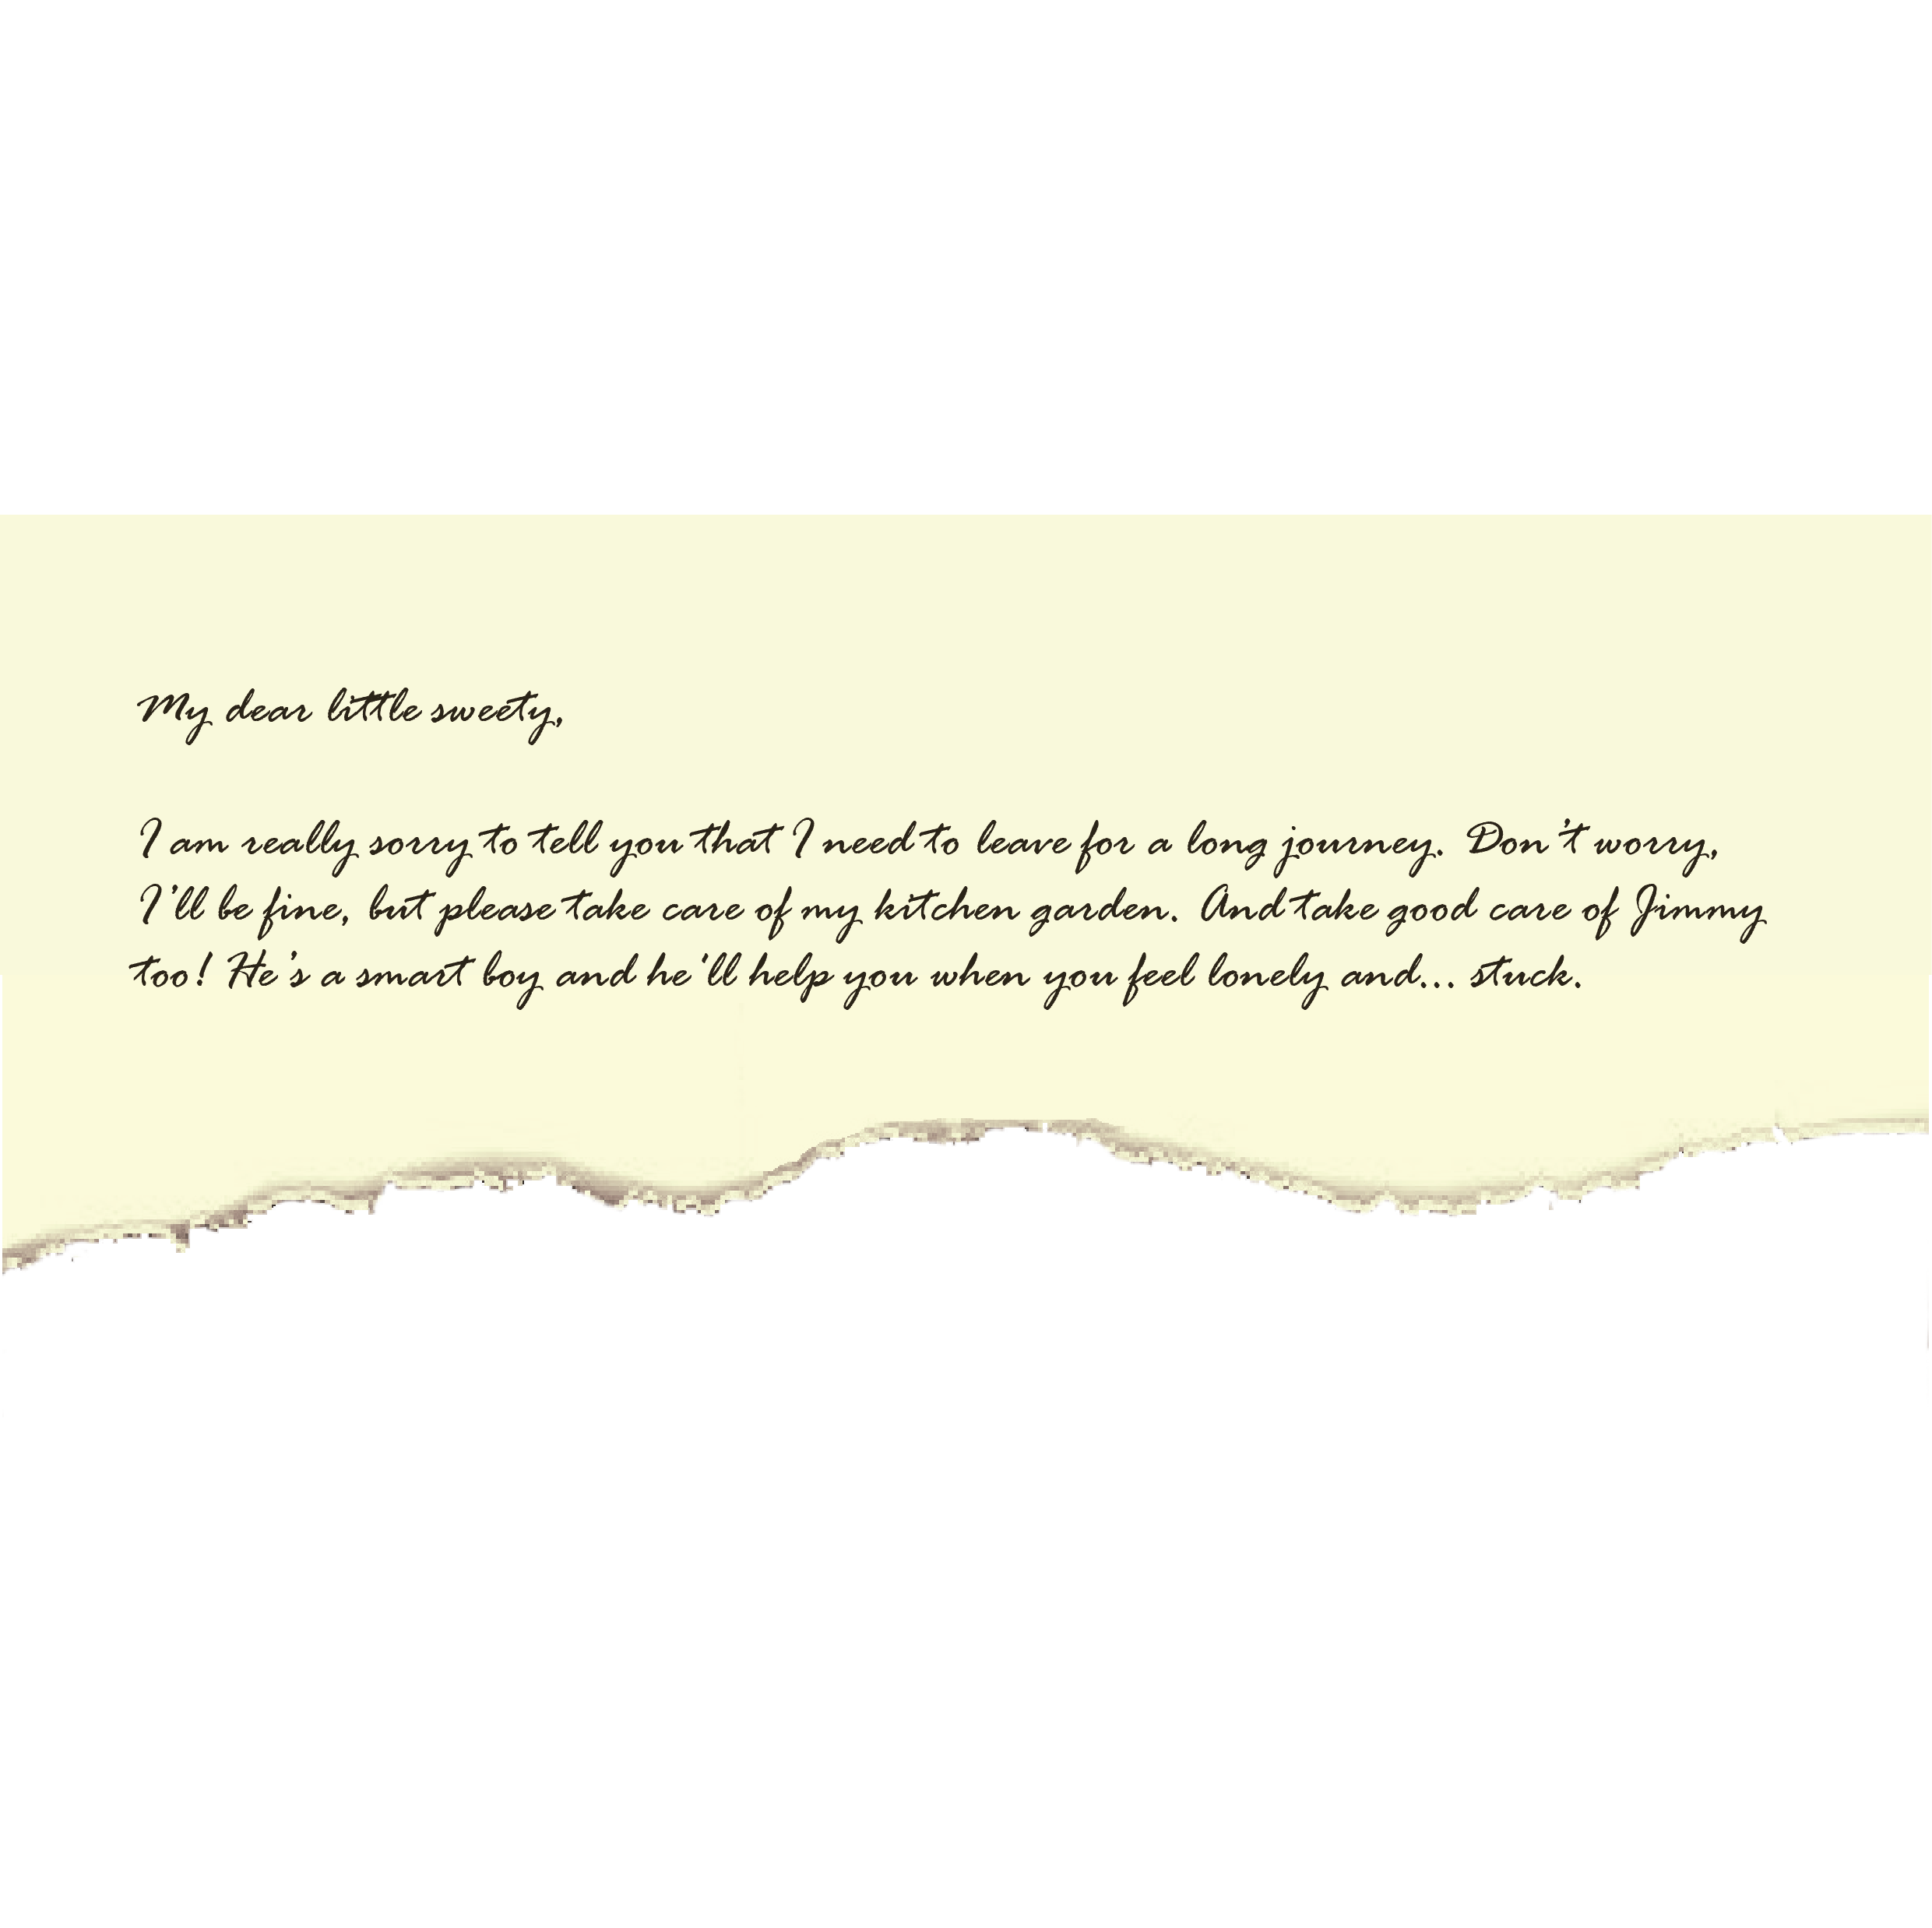 My dear little sweety,
I am really sorry to tell you that I need to leave for a long journey. Don't worry,
I'll be fine, but please take care of my kitchen garden. And take good care of Jimmy
too! He's a smart boy and he'll help you when you feel lonely and... stuck.